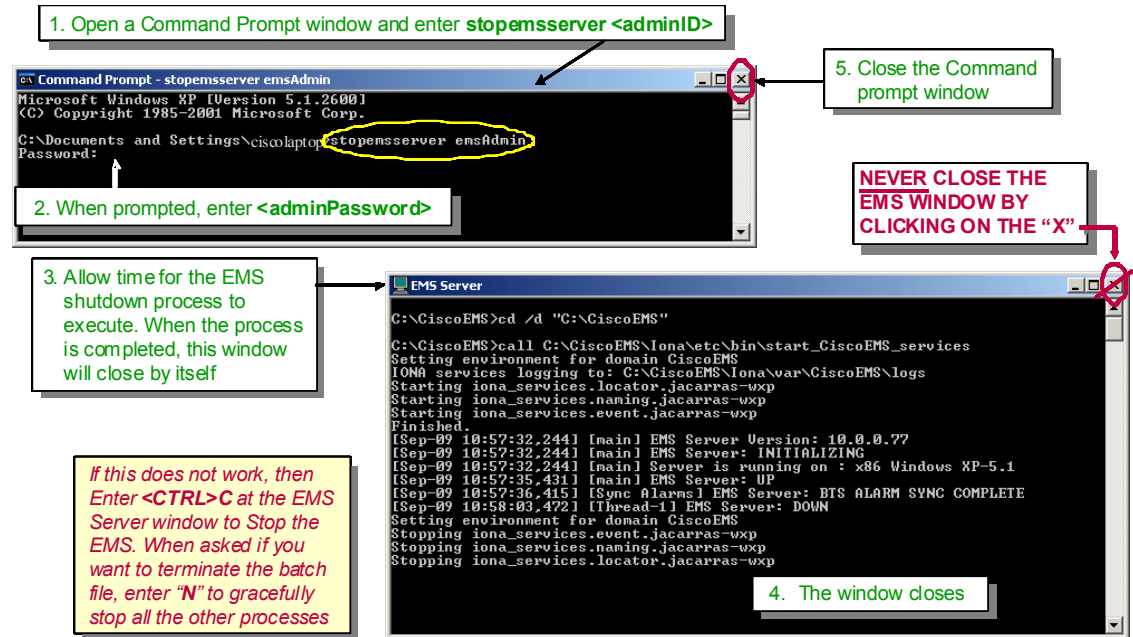 1. Open a Command Prompt window and enter stopemsserver <adminID>
Command Prompt - stopemsserver emsAdmin
Microsoft Windows XP [Version 5.1.2600]
(C) Copyright 1985-2001 Microsoft Corp.
C:\Documents and Settings\ciscolaptop>stopemsserver emsAdmin
Password:
2. When prompted, enter <adminPassword>
5. Close the Command
prompt window
NEVER CLOSE THE
EMS WINDOW BY
CLICKING ON THE “X”
3. Allow time for the EMS
shutdown process to
execute. When the process
is completed, this window
will close by itself
EMS Server
C:\CiscoEMS>cd /d "C:\CiscoEMS"
C:\CiscoEMS>call C:\CiscoEMS\Iona\etc\bin\start_CiscoEMS_services
Setting environment for domain CiscoEMS
IONA services logging to: C:\CiscoEMS\Iona\var\CiscoEMS\logs
Starting iona_services.locator.jacarras-wxp
Starting iona_services.naming.jacarras-wxp
Starting iona_services.event.jacarras-wxp
Finished.
[Sep-09 10:57:32,244] [main] EMS Server Version: 10.0.0.77
[Sep-09 10:57:32,244] [main] EMS Server: INITIALIZING
[Sep-09 10:57:32,244] [main] Server is running on : x86 Windows XP-5.1
[Sep-09 10:57:35,431] [main] EMS Server: UP
[Sep-09 10:57:36,415] [Sync Alarms] EMS Server: BTS ALARM SYNC COMPLETE
[Sep-09 10:58:03,472] [Thread-1] EMS Server: DOWN
Setting environment for domain CiscoEMS
Stopping iona_services.event.jacarras-wxp
Stopping iona_services.naming.jacarras-wxp
Stopping iona_services.locator.jacarras-wxp
4. The window closes
If this does not work, then
Enter <CTRL>C at the EMS
Server window to Stop the
EMS. When asked if you
want to terminate the batch
file, enter “N” to gracefully
stop all the other processes